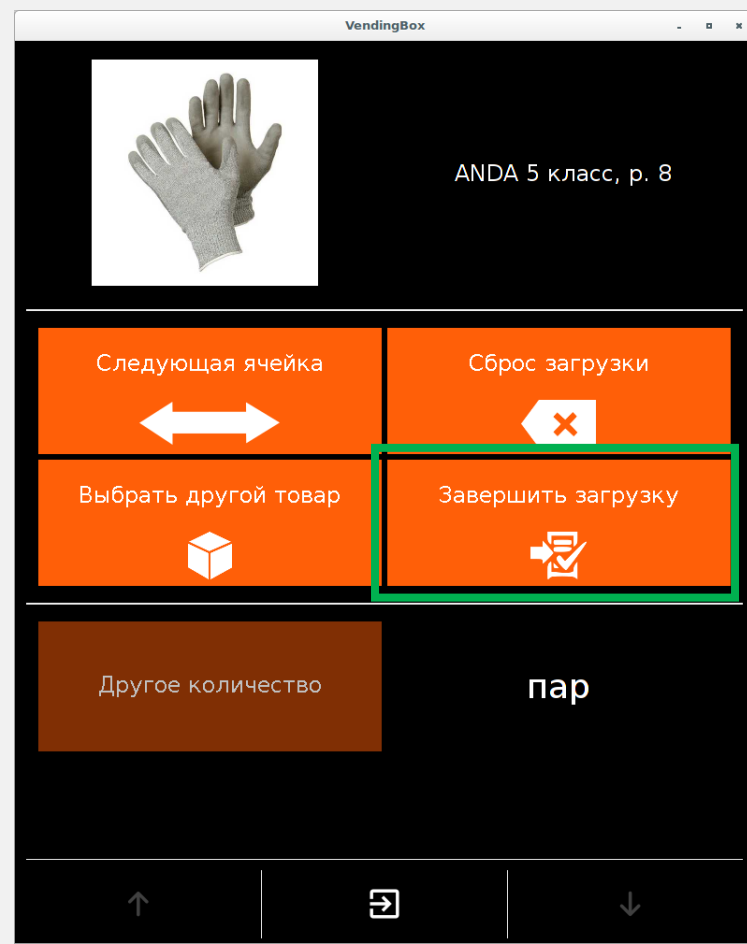 VendingBox
ANDA 5 класс, р. 8
Следующая ячейка
Сброс загрузки
Выбрать другой товар
Завершить загрузку
Другое количество
пар